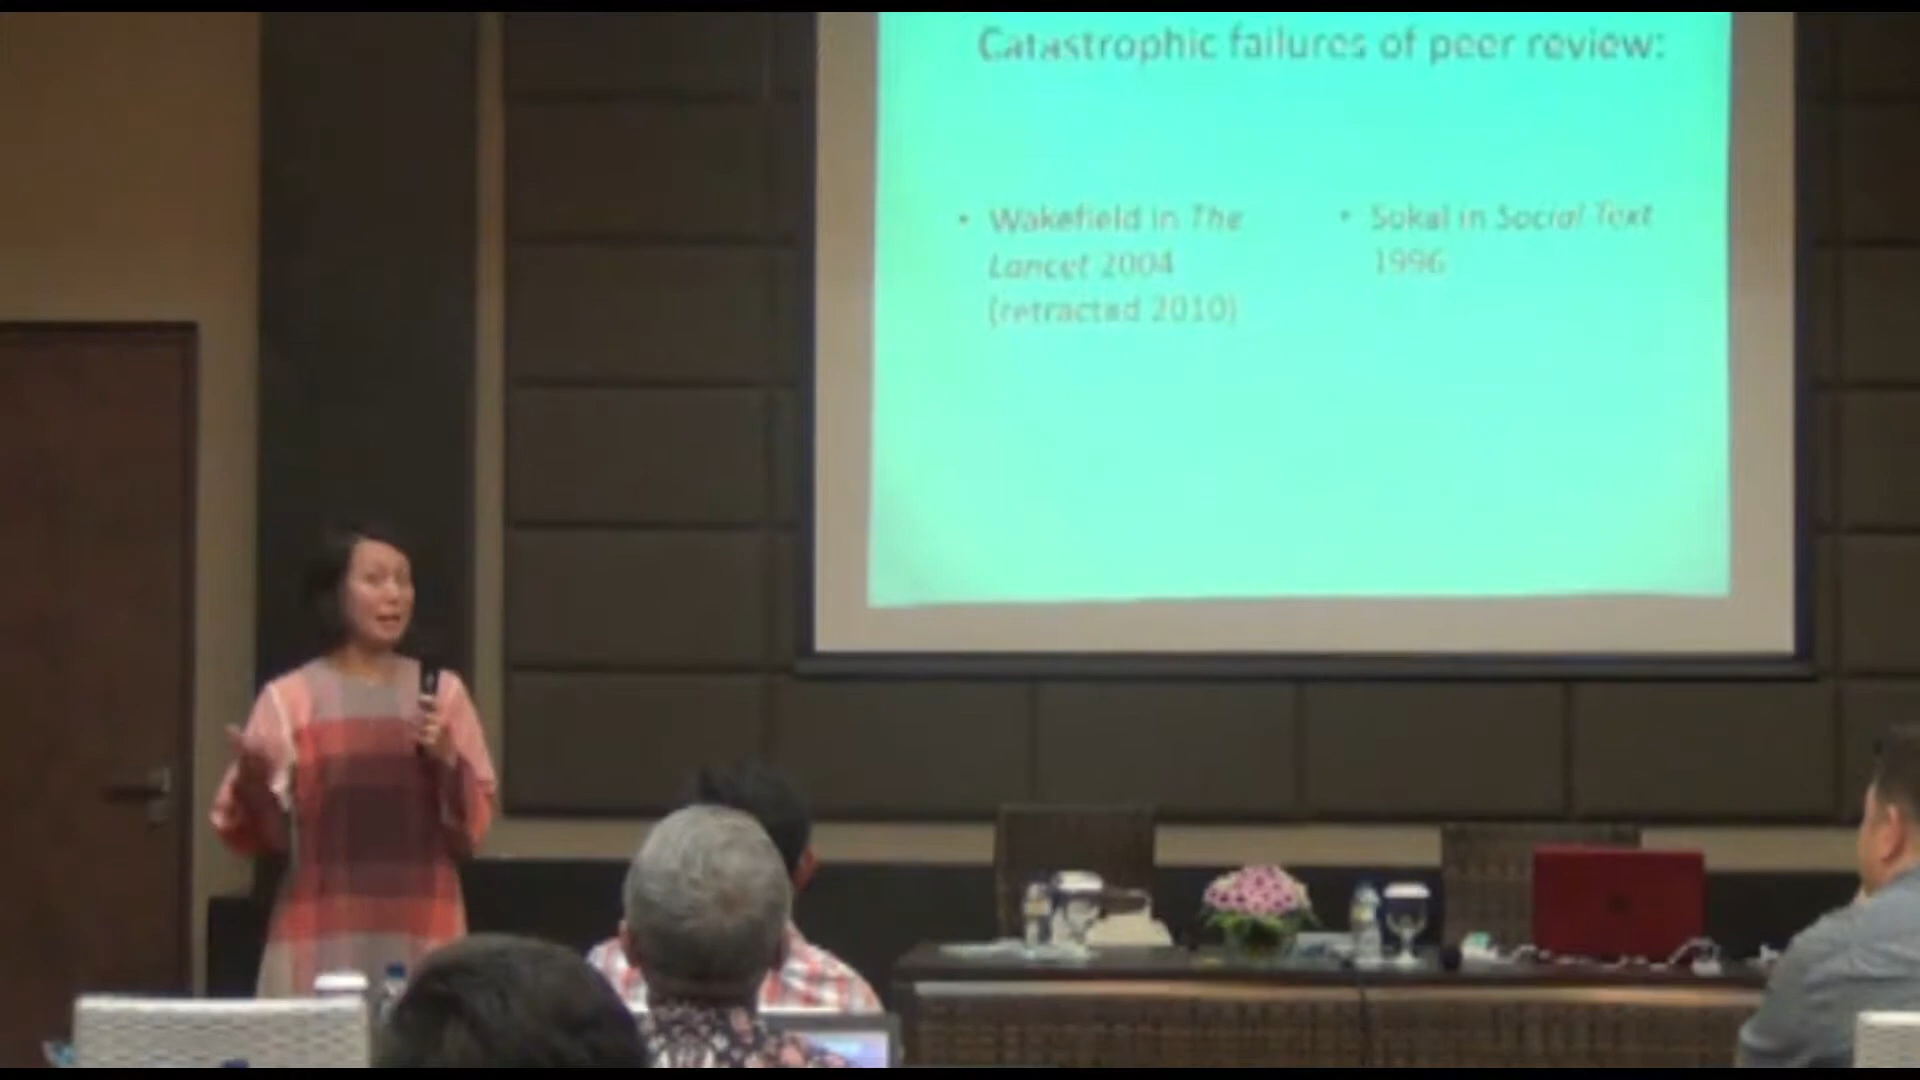 Catastrophic failures of peer review:
• Wakefield in The
Lancet 2004
(retracted 2010)
• Sokal in Social Text
1996